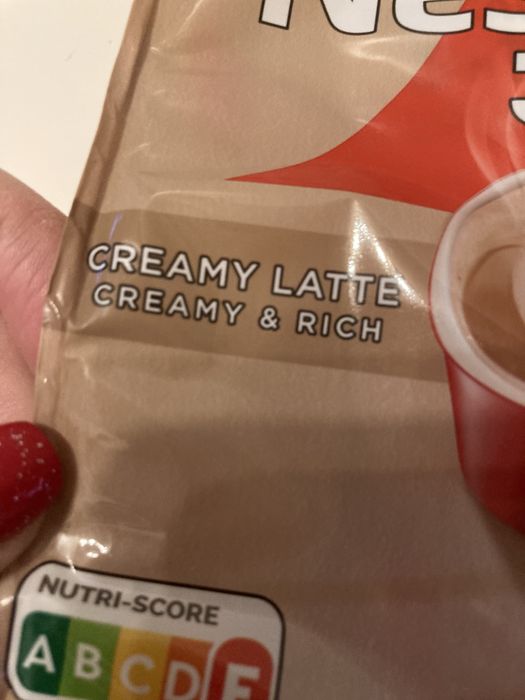 CREAMY LATTE
CREAMY & RICH
NUTRI-SCORE
A B C D E